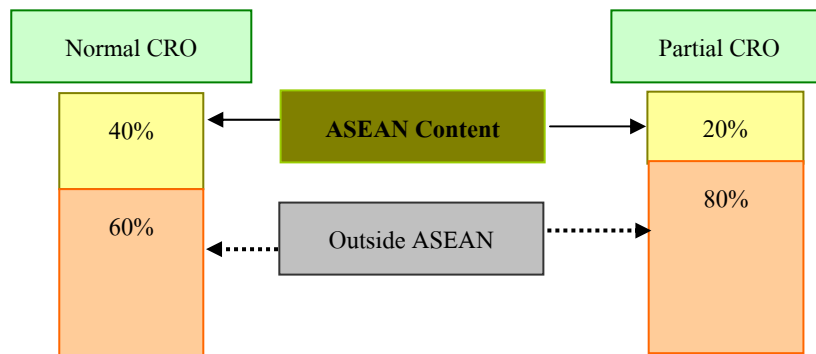 Normal CRO
Partial CRO
40%
ASEAN Content
20%
60%
Outside ASEAN
80%